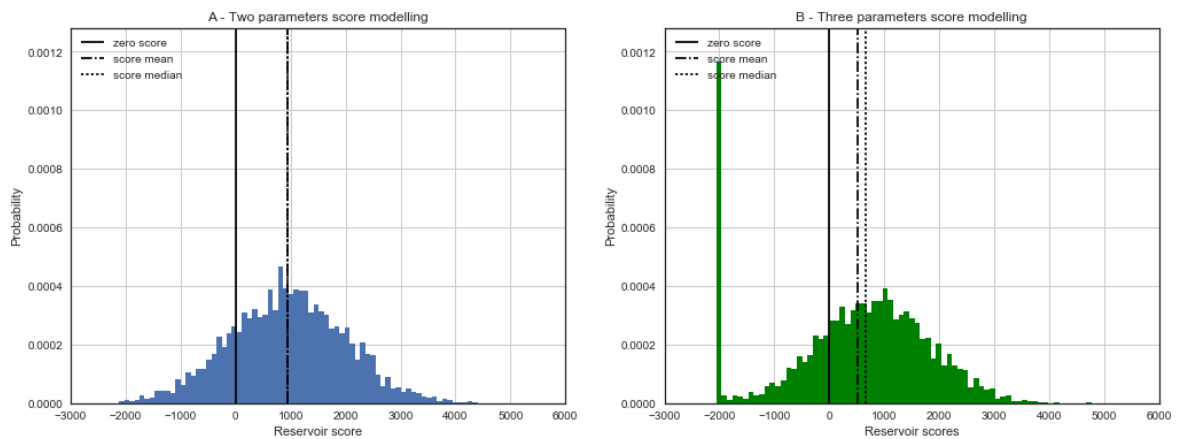 A - Two parameters score modelling
zero score
score mean
score median
Probability
0.0012
0.0010
0.0008
0.0006
0.0004
0.0002
0.0000
−3000 −2000 −1000 0 1000 2000 3000 4000 5000 6000
Reservoir score
B - Three parameters score modelling
zero score
score mean
score median
Probability
0.0012
0.0010
0.0008
0.0006
0.0004
0.0002
0.0000
−3000 −2000 −1000 0 1000 2000 3000 4000 5000 6000
Reservoir scores